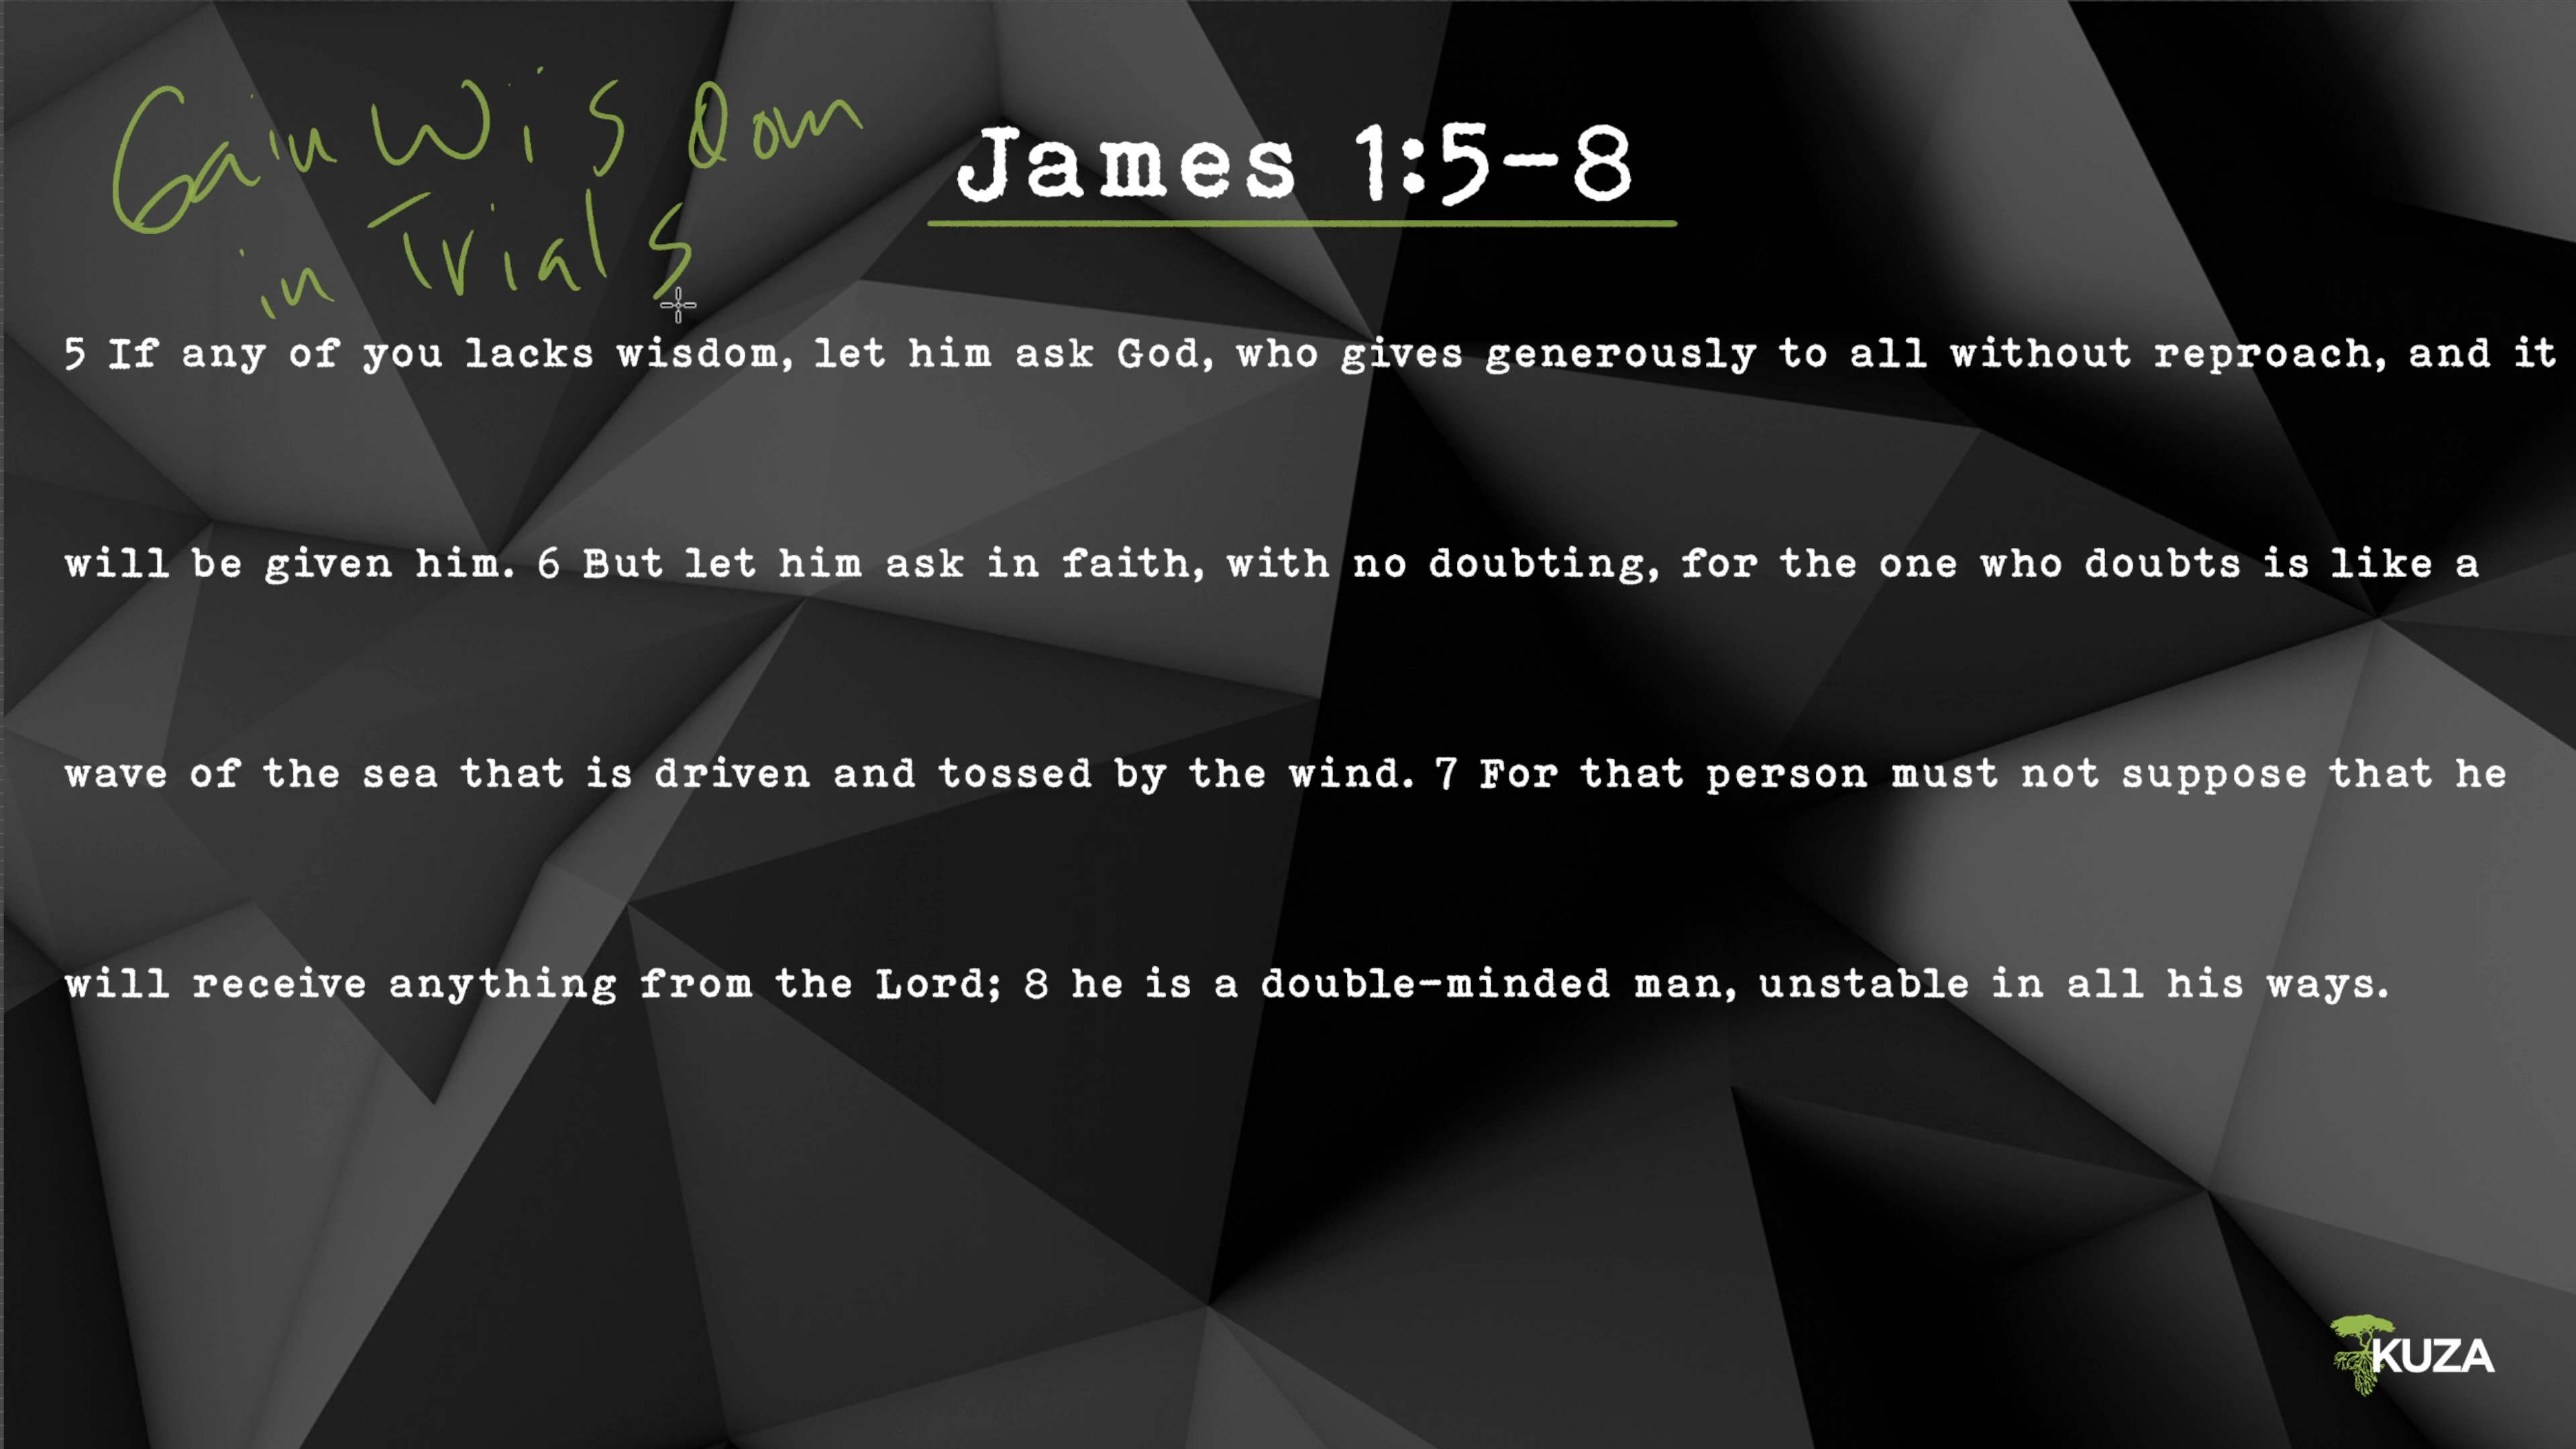 Gain Wisdom
in Trials
James 1:5-8
5 If any of you lacks wisdom, let him ask God, who gives generously to all without reproach, and it
will be given him. 6 But let him ask in faith, with no doubting, for the one who doubts is like a
wave of the sea that is driven and tossed by the wind. 7 For that person must not suppose that he
will receive anything from the Lord; 8 he is a double-minded man, unstable in all his ways.
KUZA